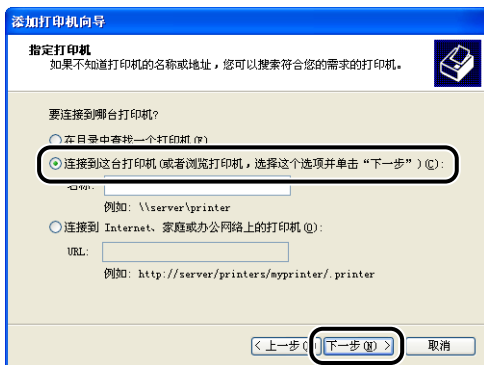 添加打印机向导
指定打印机
如果不知道打印机的名称或地址，您可以搜索符合您的需求的打印机。
要连接到哪台打印机?
在目录中查找一个打印机(F)
连接到这台打印机(或者浏览打印机，选择这个选项并单击“下一步”)(C):
名称:
例如: \\server\printer
连接到 Internet、家庭或办公网络上的打印机(O):
URL:
例如: http://server/printers/myprinter/.printer
< 上一步( 下一步(N) > 取消